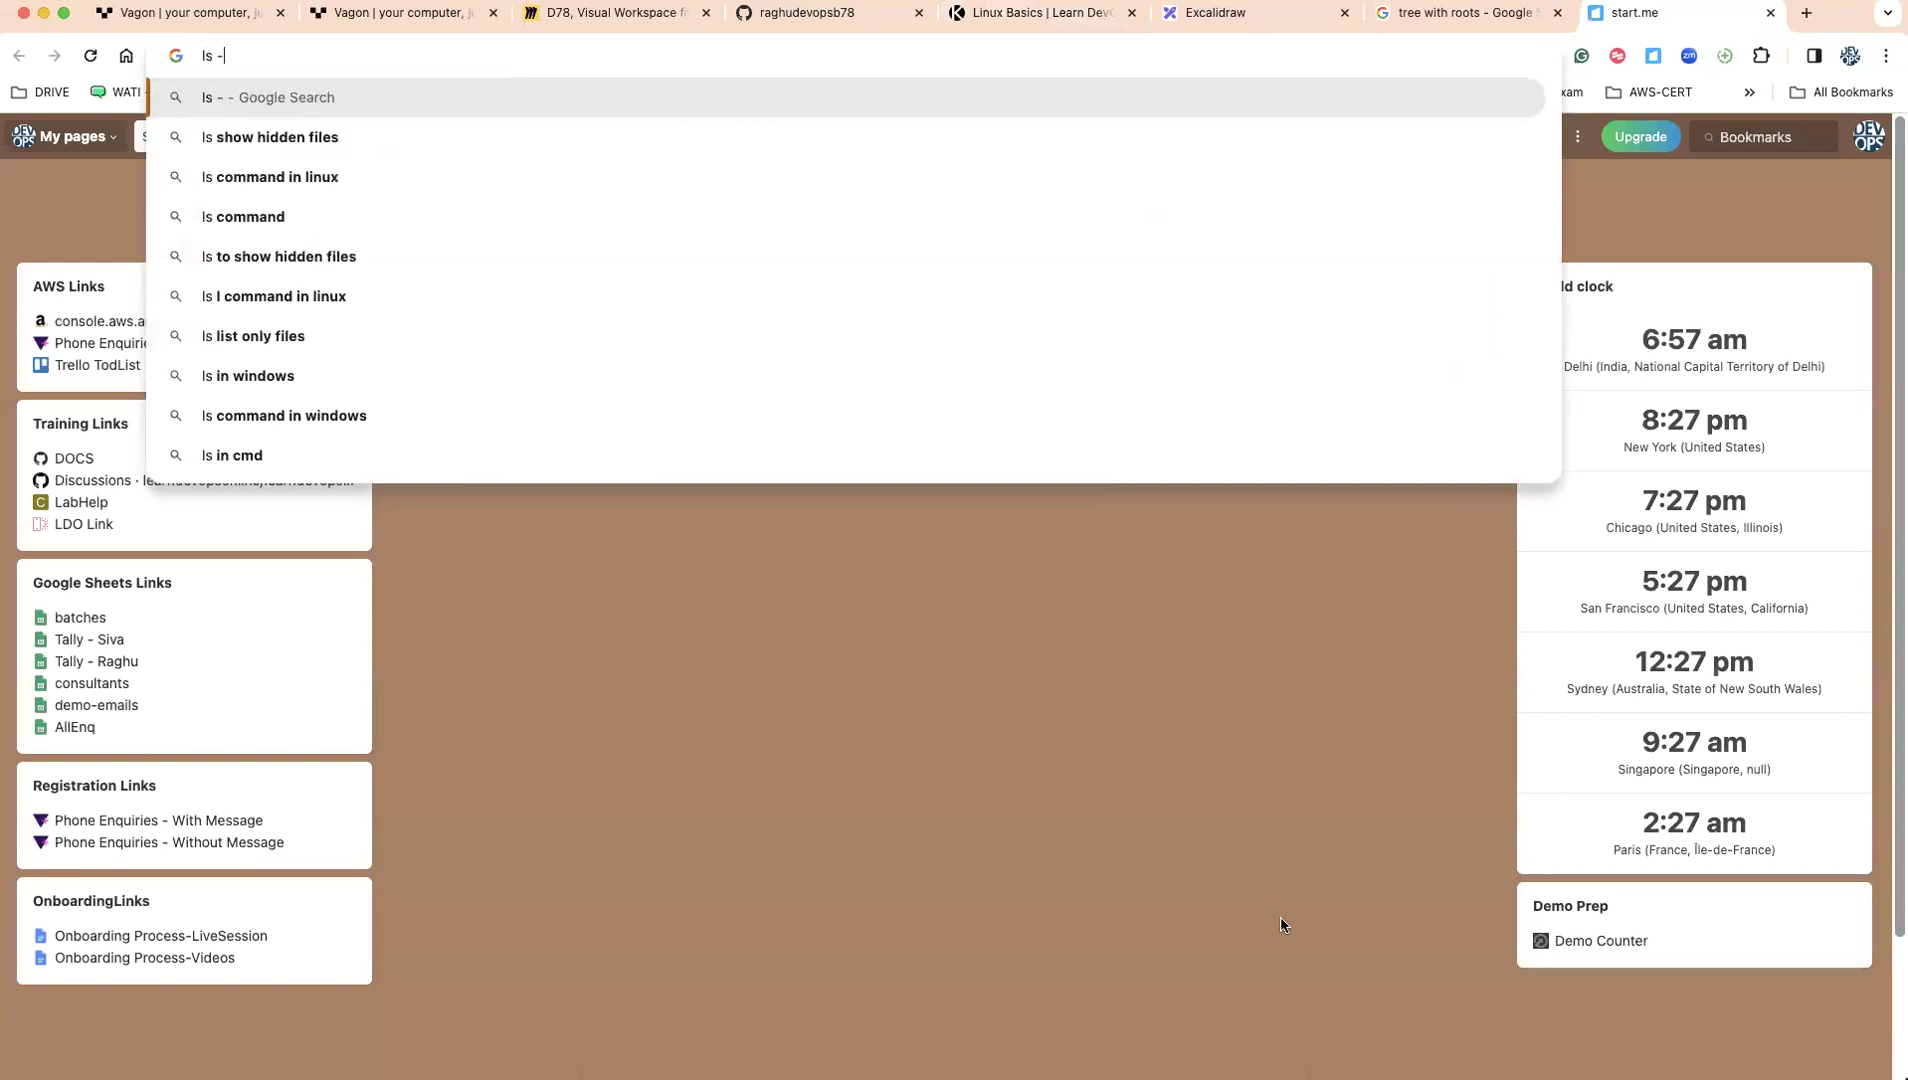 Vagon | your computer, ju
Vagon | your computer, ju
D78, Visual Workspace fo
raghudevopsb78
Linux Basics | Learn DevO
Excalidraw
tree with roots - Google S
start.me
ls -
DRIVE
WATI
xam
AWS-CERT
»
All Bookmarks
ls - - Google Search
ls show hidden files
ls command in linux
ls command
ls to show hidden files
ls l command in linux
ls list only files
ls in windows
ls command in windows
ls in cmd
My pages
Upgrade
Bookmarks
DEV
OPS
AWS Links
console.aws.a
Phone Enquirie
Trello TodList
Training Links
DOCS
Discussions ·
LabHelp
LDO Link
Google Sheets Links
batches
Tally - Siva
Tally - Raghu
consultants
demo-emails
AllEnq
Registration Links
Phone Enquiries - With Message
Phone Enquiries - Without Message
OnboardingLinks
Onboarding Process-LiveSession
Onboarding Process-Videos
ld clock
6:57 am
Delhi (India, National Capital Territory of Delhi)
8:27 pm
New York (United States)
7:27 pm
Chicago (United States, Illinois)
5:27 pm
San Francisco (United States, California)
12:27 pm
Sydney (Australia, State of New South Wales)
9:27 am
Singapore (Singapore, null)
2:27 am
Paris (France, Île-de-France)
Demo Prep
Demo Counter